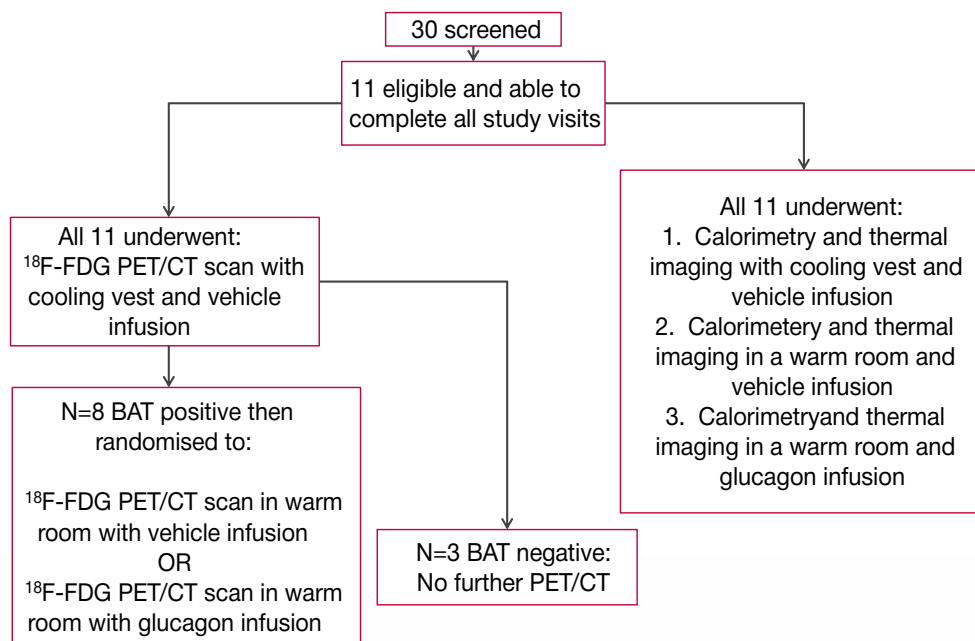 30 screened
11 eligible and able to
complete all study visits
All 11 underwent:
¹⁸F-FDG PET/CT scan with
cooling vest and vehicle
infusion
All 11 underwent:
1. Calorimetry and thermal
imaging with cooling vest and
vehicle infusion
2. Calorimetery and thermal
imaging in a warm room and
vehicle infusion
3. Calorimetryand thermal
imaging in a warm room and
glucagon infusion
N=8 BAT positive then
randomised to:
¹⁸F-FDG PET/CT scan in warm
room with vehicle infusion
OR
¹⁸F-FDG PET/CT scan in warm
room with glucagon infusion
N=3 BAT negative:
No further PET/CT